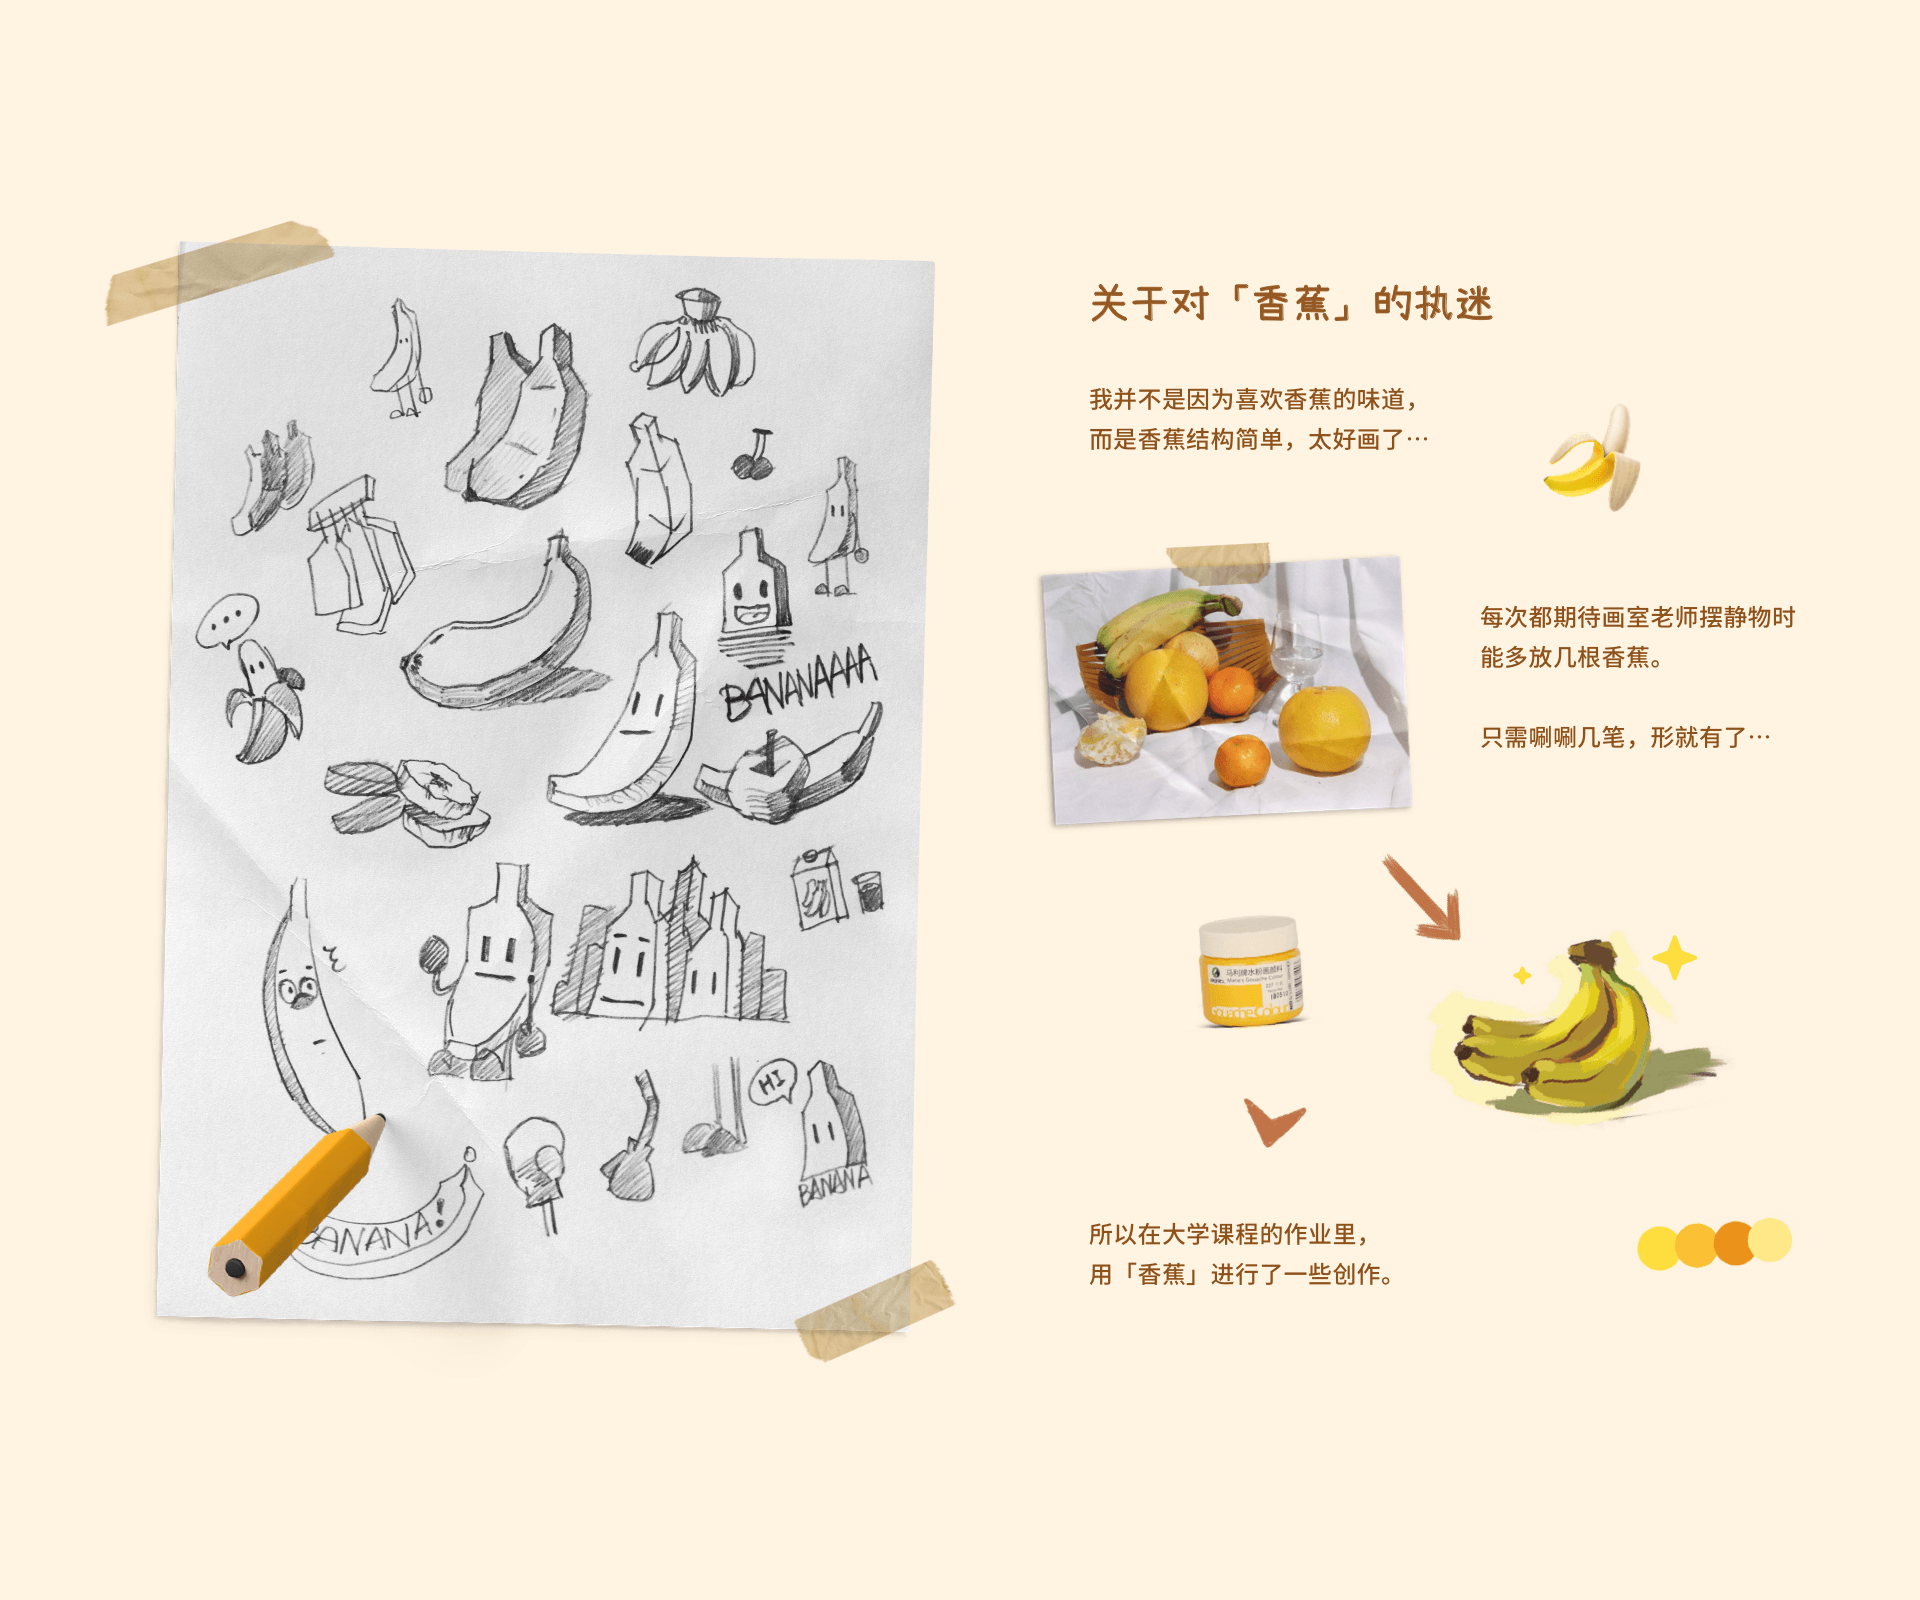 关于对「香蕉」的执迷
我并不是因为喜欢香蕉的味道，
而是香蕉结构简单，太好画了…
每次都期待画室老师摆静物时
能多放几根香蕉。
只需唰唰几笔，形就有了…
所以在大学课程的作业里，
用「香蕉」进行了一些创作。
BANANAAAA
HI
BANANA
BANANA!
马利牌水粉画颜料